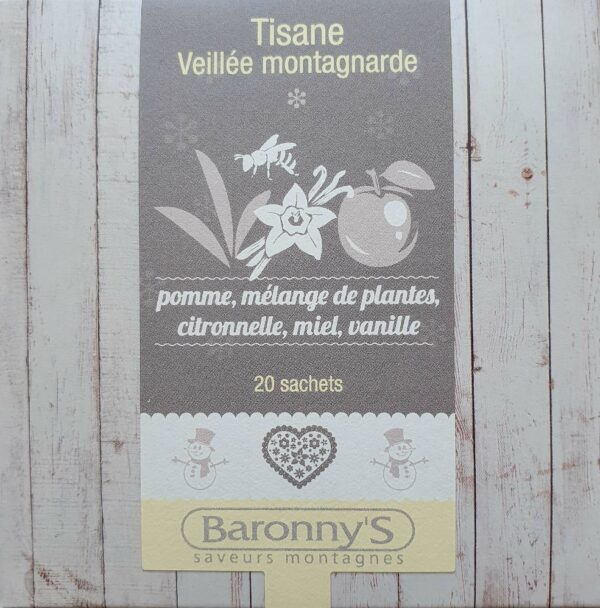 Tisane
Veillée montagnarde
pomme, mélange de plantes,
citronnelle, miel, vanille
20 sachets
Baronny'S
saveurs montagnes